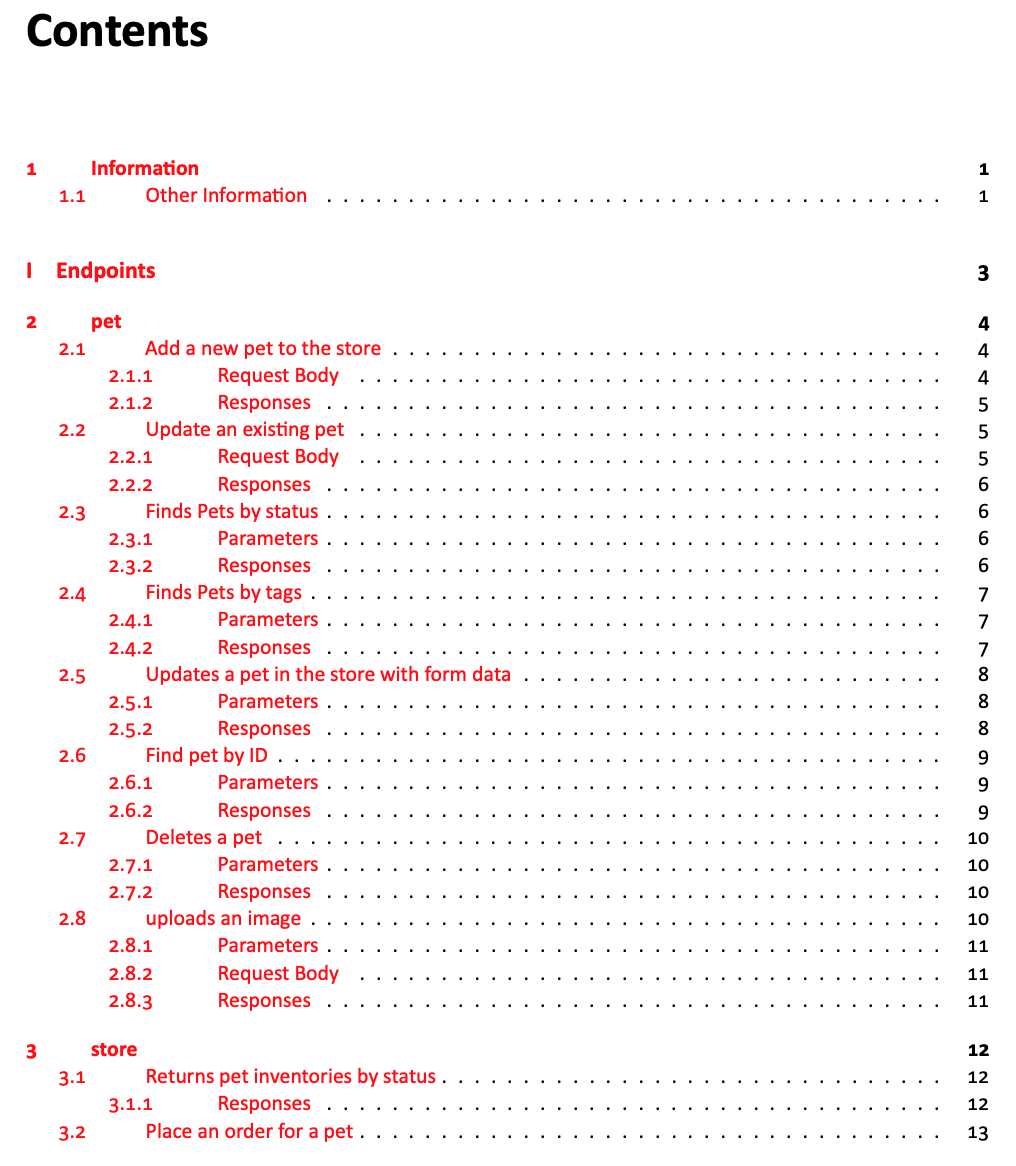 Contents
1 Information 1
1.1 Other Information . . . . . . . . . . . . . . . . . . . . . . . . . . . . . . . . . . . . . . 1
I Endpoints 3
2 pet 4
2.1 Add a new pet to the store . . . . . . . . . . . . . . . . . . . . . . . . . . . . . . . . . . 4
2.1.1 Request Body . . . . . . . . . . . . . . . . . . . . . . . . . . . . . . . . . . . . 4
2.1.2 Responses . . . . . . . . . . . . . . . . . . . . . . . . . . . . . . . . . . . . . . 5
2.2 Update an existing pet . . . . . . . . . . . . . . . . . . . . . . . . . . . . . . . . . . . . 5
2.2.1 Request Body . . . . . . . . . . . . . . . . . . . . . . . . . . . . . . . . . . . . 5
2.2.2 Responses . . . . . . . . . . . . . . . . . . . . . . . . . . . . . . . . . . . . . . 6
2.3 Finds Pets by status . . . . . . . . . . . . . . . . . . . . . . . . . . . . . . . . . . . . . . 6
2.3.1 Parameters . . . . . . . . . . . . . . . . . . . . . . . . . . . . . . . . . . . . . . 6
2.3.2 Responses . . . . . . . . . . . . . . . . . . . . . . . . . . . . . . . . . . . . . . 6
2.4 Finds Pets by tags . . . . . . . . . . . . . . . . . . . . . . . . . . . . . . . . . . . . . . . 7
2.4.1 Parameters . . . . . . . . . . . . . . . . . . . . . . . . . . . . . . . . . . . . . . 7
2.4.2 Responses . . . . . . . . . . . . . . . . . . . . . . . . . . . . . . . . . . . . . . 7
2.5 Updates a pet in the store with form data . . . . . . . . . . . . . . . . . . . . . . . . . . 8
2.5.1 Parameters . . . . . . . . . . . . . . . . . . . . . . . . . . . . . . . . . . . . . . 8
2.5.2 Responses . . . . . . . . . . . . . . . . . . . . . . . . . . . . . . . . . . . . . . 8
2.6 Find pet by ID . . . . . . . . . . . . . . . . . . . . . . . . . . . . . . . . . . . . . . . . . 9
2.6.1 Parameters . . . . . . . . . . . . . . . . . . . . . . . . . . . . . . . . . . . . . . 9
2.6.2 Responses . . . . . . . . . . . . . . . . . . . . . . . . . . . . . . . . . . . . . . 9
2.7 Deletes a pet . . . . . . . . . . . . . . . . . . . . . . . . . . . . . . . . . . . . . . . . . 10
2.7.1 Parameters . . . . . . . . . . . . . . . . . . . . . . . . . . . . . . . . . . . . . . 10
2.7.2 Responses . . . . . . . . . . . . . . . . . . . . . . . . . . . . . . . . . . . . . . 10
2.8 uploads an image . . . . . . . . . . . . . . . . . . . . . . . . . . . . . . . . . . . . . . . 10
2.8.1 Parameters . . . . . . . . . . . . . . . . . . . . . . . . . . . . . . . . . . . . . . 11
2.8.2 Request Body . . . . . . . . . . . . . . . . . . . . . . . . . . . . . . . . . . . . 11
2.8.3 Responses . . . . . . . . . . . . . . . . . . . . . . . . . . . . . . . . . . . . . . 11
3 store 12
3.1 Returns pet inventories by status . . . . . . . . . . . . . . . . . . . . . . . . . . . . . . . 12
3.1.1 Responses . . . . . . . . . . . . . . . . . . . . . . . . . . . . . . . . . . . . . . 12
3.2 Place an order for a pet . . . . . . . . . . . . . . . . . . . . . . . . . . . . . . . . . . . . 13